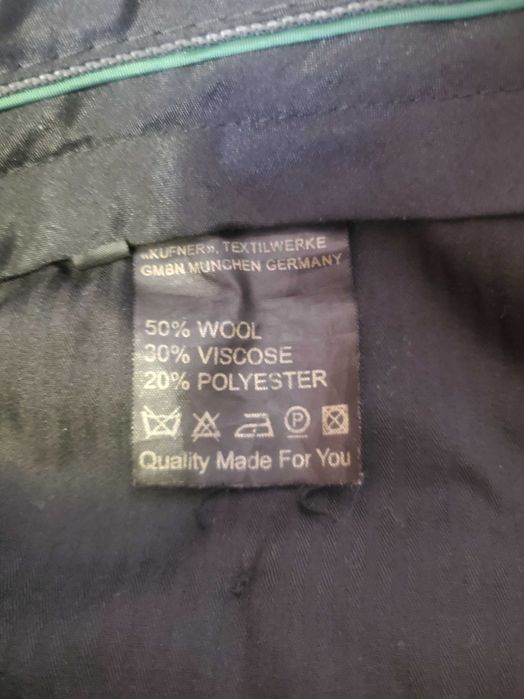 «KUFNER», TEXTILWERKE
GMBN MUNCHEN GERMANY
50% WOOL
30% VISCOSE
20% POLYESTER
P
Quality Made For You